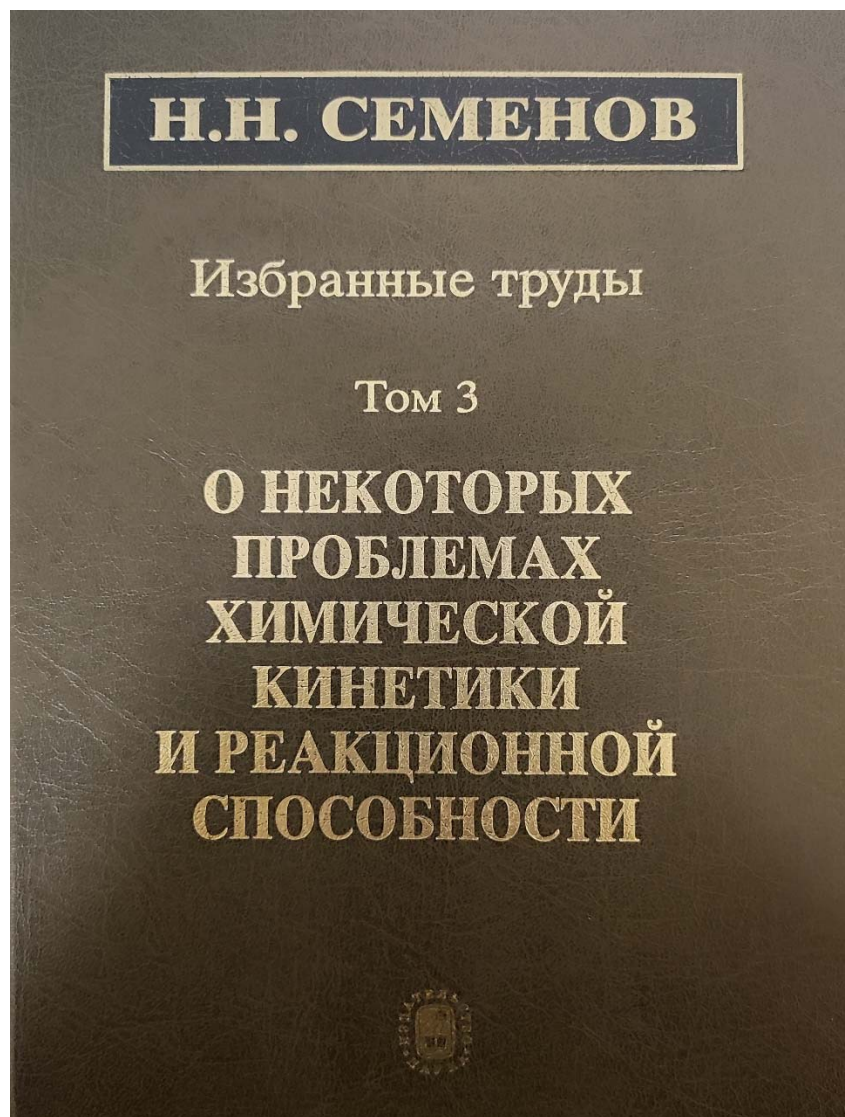 Н.Н. СЕМЕНОВ
Избранные труды
Том 3
О НЕКОТОРЫХ
ПРОБЛЕМАХ
ХИМИЧЕСКОЙ
КИНЕТИКИ
И РЕАКЦИОННОЙ
СПОСОБНОСТИ